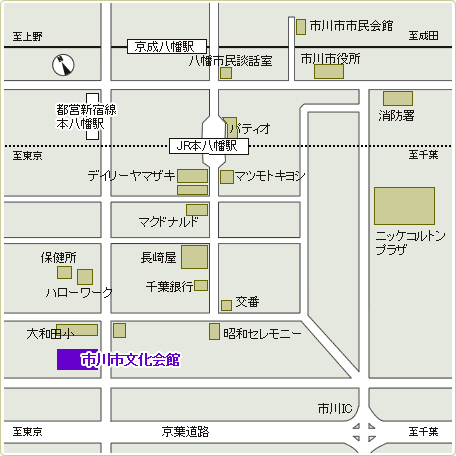 市川市市民会館
至上野
至成田
京成八幡駅
八幡市民談話室
市川市役所
都営新宿線
本八幡駅
消防署
パティオ
至東京
JR本八幡駅
至千葉
デイリーヤマザキ
マツモトキヨシ
マクドナルド
ニッケコルトン
プラザ
保健所
長崎屋
ハローワーク
千葉銀行
交番
大和田小
昭和セレモニー
市川市文化会館
市川IC
至東京
京葉道路
至千葉